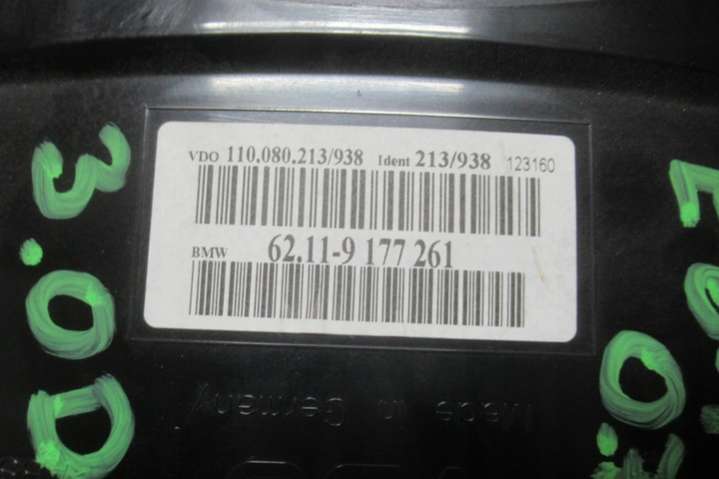 VDO 110.080.213/938 Ident 213/938 123160
BMW 62.11-9 177 261
3.0D
Made in Germany